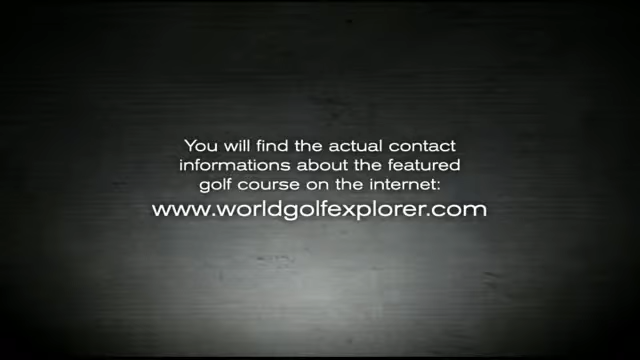 You will find the actual contact
informations about the featured
golf course on the internet:
www.worldgolfexplorer.com